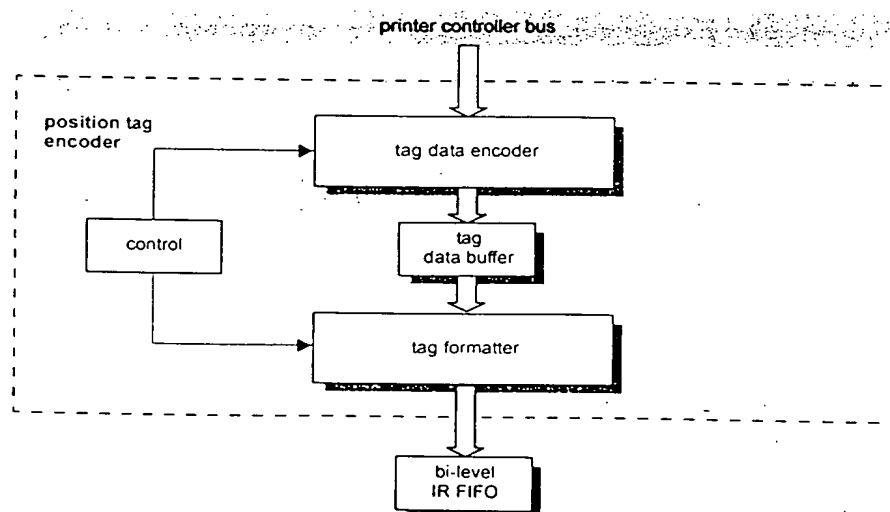 printer controller bus
position tag
encoder
tag data encoder
control
tag
data buffer
tag formatter
bi-level
IR FIFO